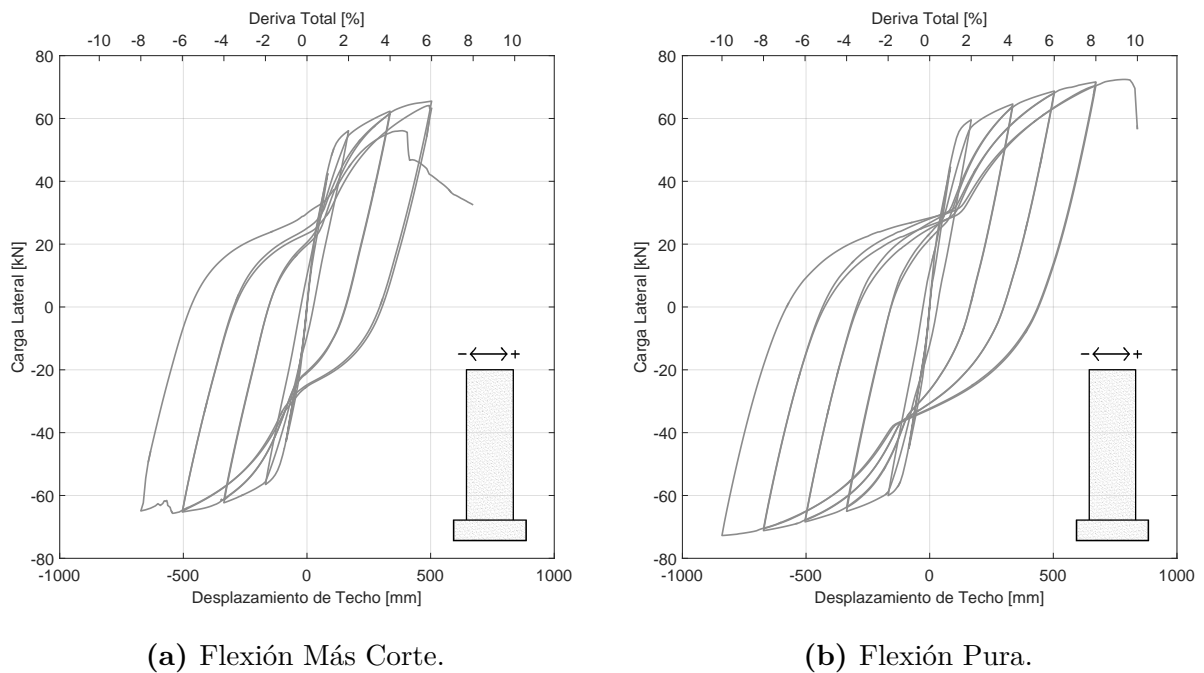 Deriva Total [%]
-10 -8 -6 -4 -2 0 2 4 6 8 10
80
60
40
20
0
-20
-40
-60
-80
Carga Lateral [kN]
- +
-1000 -500 0 500 1000
Desplazamiento de Techo [mm]
(a) Flexión Más Corte.
Deriva Total [%]
-10 -8 -6 -4 -2 0 2 4 6 8 10
80
60
40
20
0
-20
-40
-60
-80
Carga Lateral [kN]
- +
-1000 -500 0 500 1000
Desplazamiento de Techo [mm]
(b) Flexión Pura.